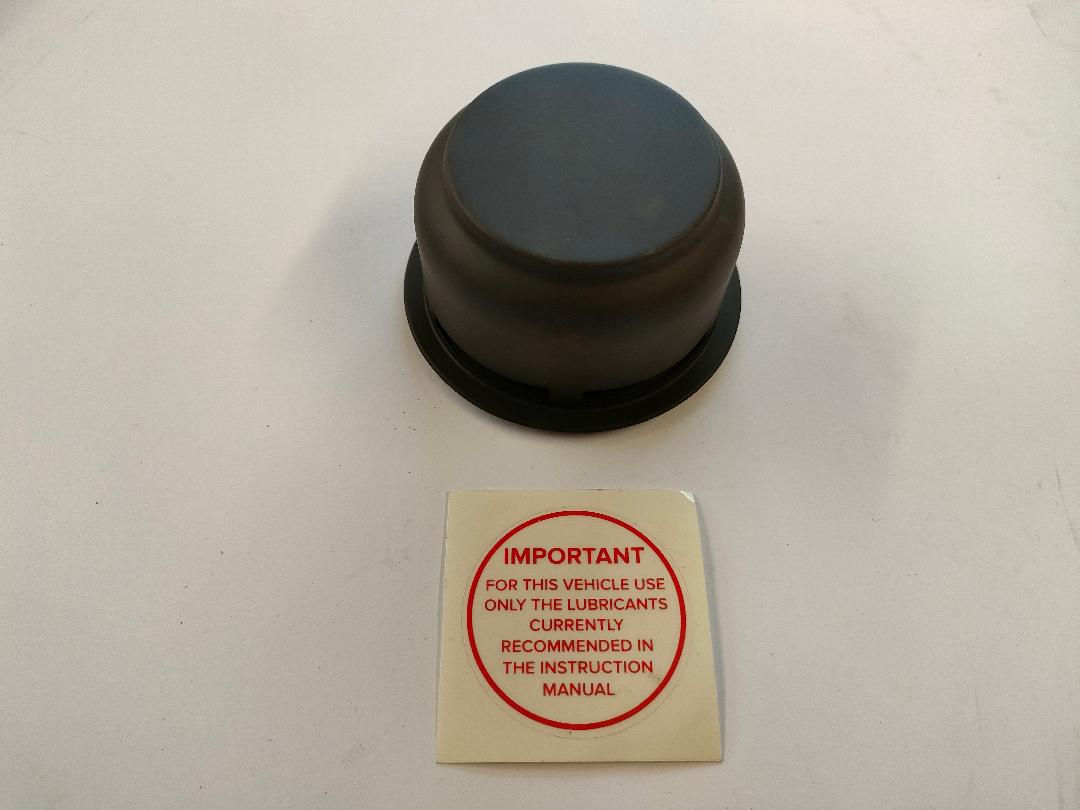 IMPORTANT
FOR THIS VEHICLE USE
ONLY THE LUBRICANTS
CURRENTLY
RECOMMENDED IN
THE INSTRUCTION
MANUAL